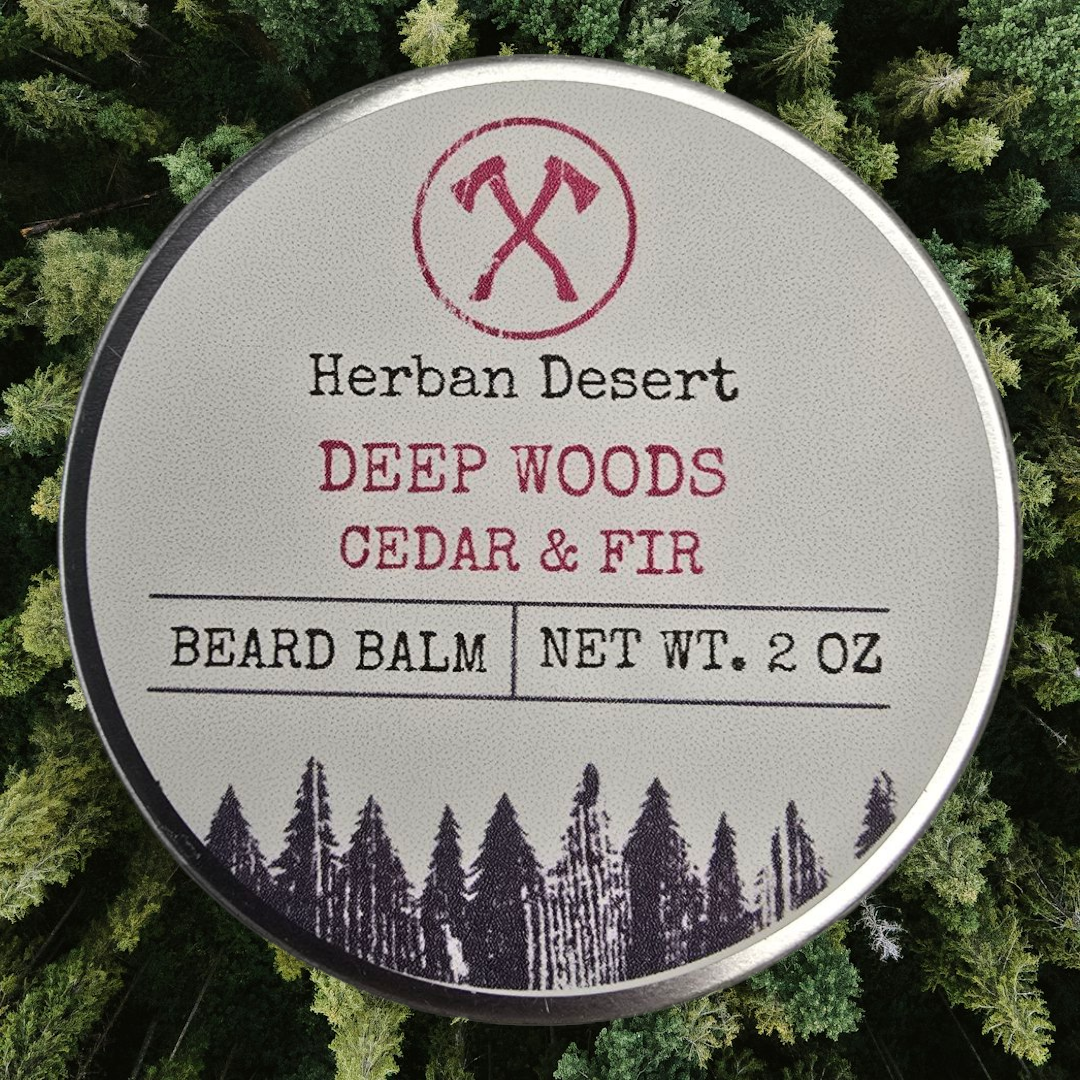 Herban Desert
DEEP WOODS
CEDAR & FIR
BEARD BALM NET WT. 2 OZ